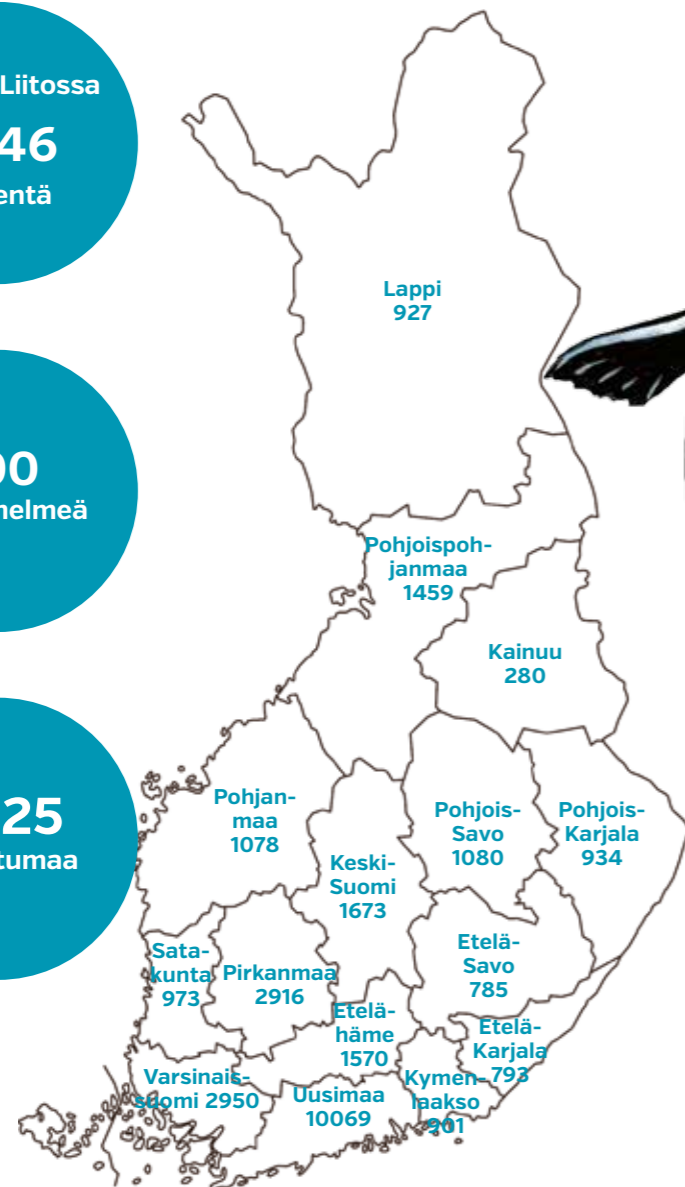 Liitossa
46
entä
00
nelmeä
25
tumaa
Lappi
927
Pohjoispoh-
janmaa
1459
Kainuu
280
Pohjan-
maa
1078
Keski-
Suomi
1673
Pohjois-
Savo
1080
Pohjois-
Karjala
934
Sata-
kunta
973
Pirkanmaa
2916
Etelä-
Savo
785
Etelä-
häme
1570
Etelä-
Karjala
793
Varsinais-
suomi 2950
Uusimaa
10069
Kymen-
laakso
901